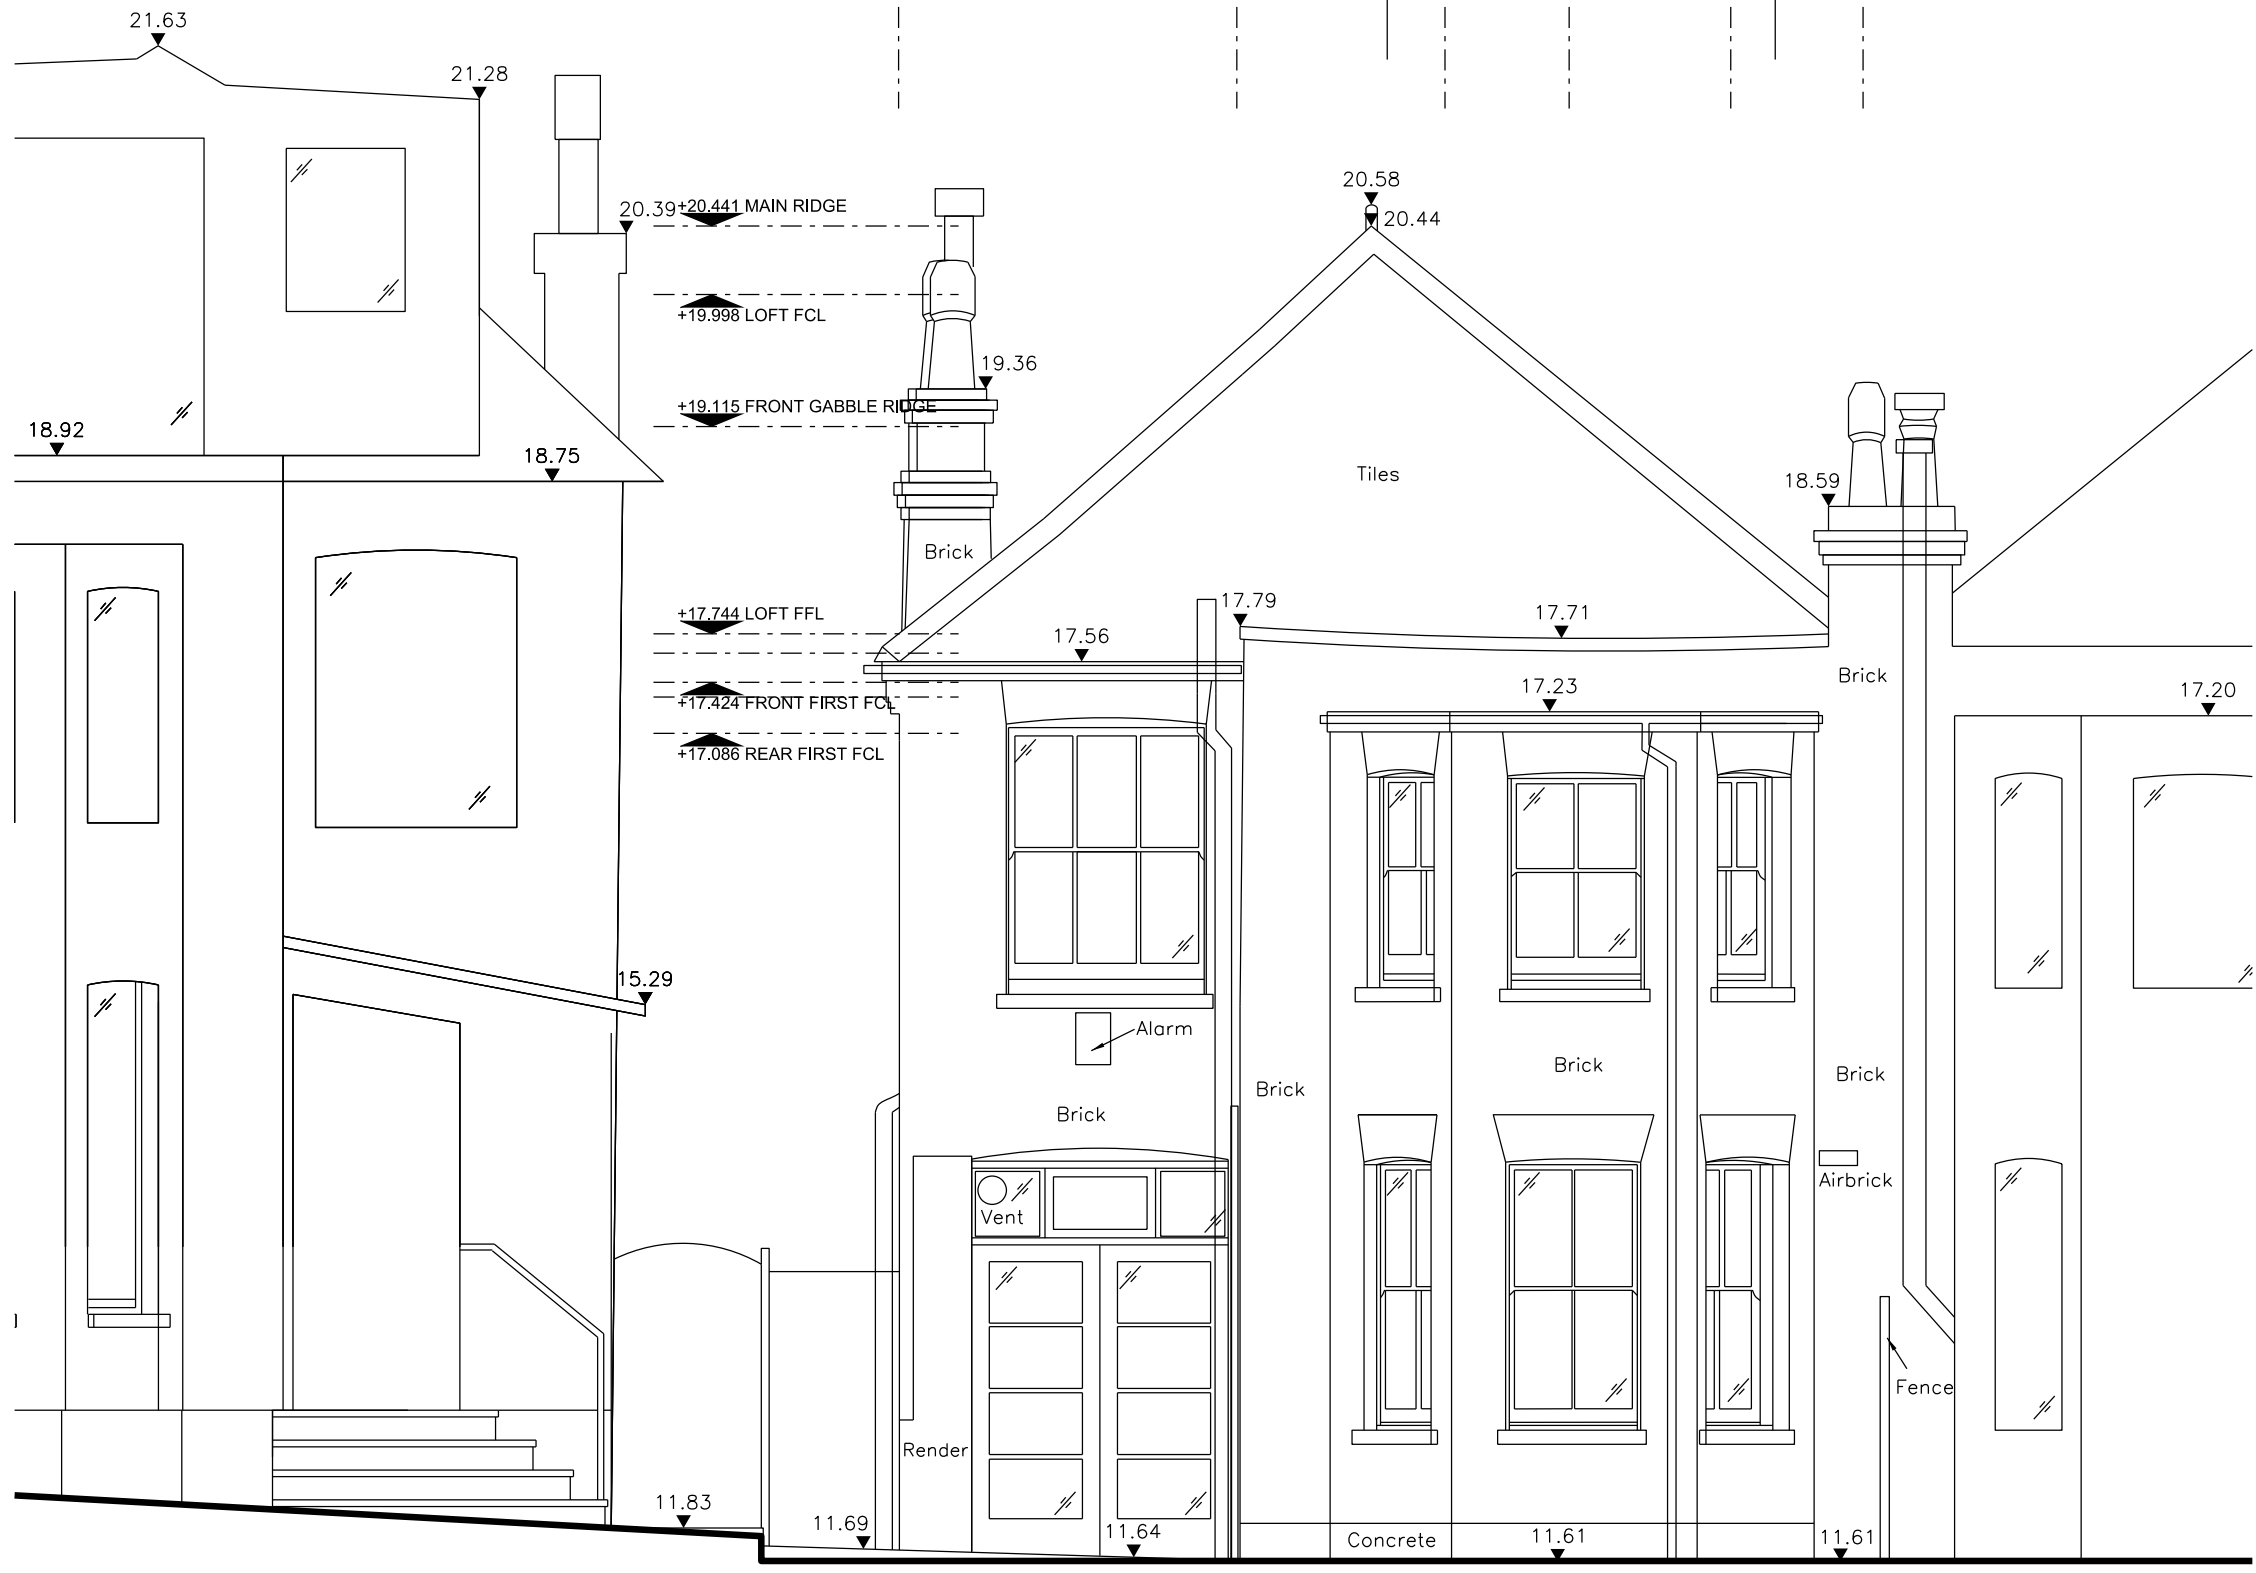 21.63
21.28
20.58
20.39
+20.441 MAIN RIDGE
20.44
+19.998 LOFT FCL
19.36
+19.115 FRONT GABBLE RIDGE
18.92
18.75
Tiles
18.59
Brick
+17.744 LOFT FFL
17.79
17.71
17.56
Brick
17.23
17.20
+17.424 FRONT FIRST FCL
+17.086 REAR FIRST FCL
15.29
Alarm
Brick
Brick
Brick
Brick
Airbrick
Vent
Fence
Render
11.83
11.69
11.64
Concrete
11.61
11.61